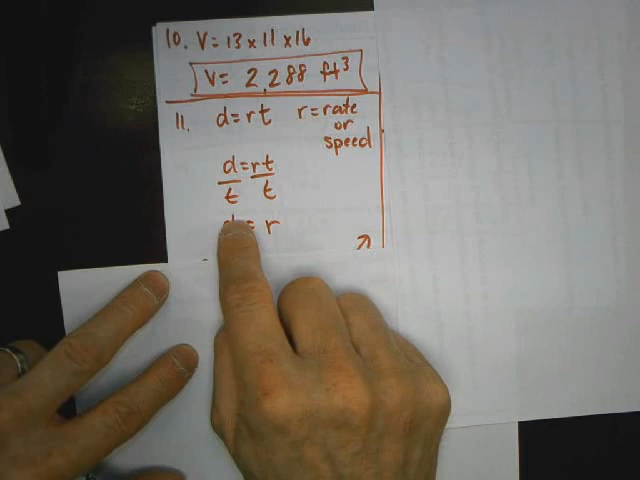 10. V = 13 x 11 x 16
V = 2,288 ft³
11. d = rt r = rate
or
speed
d = rt
t t
d = r